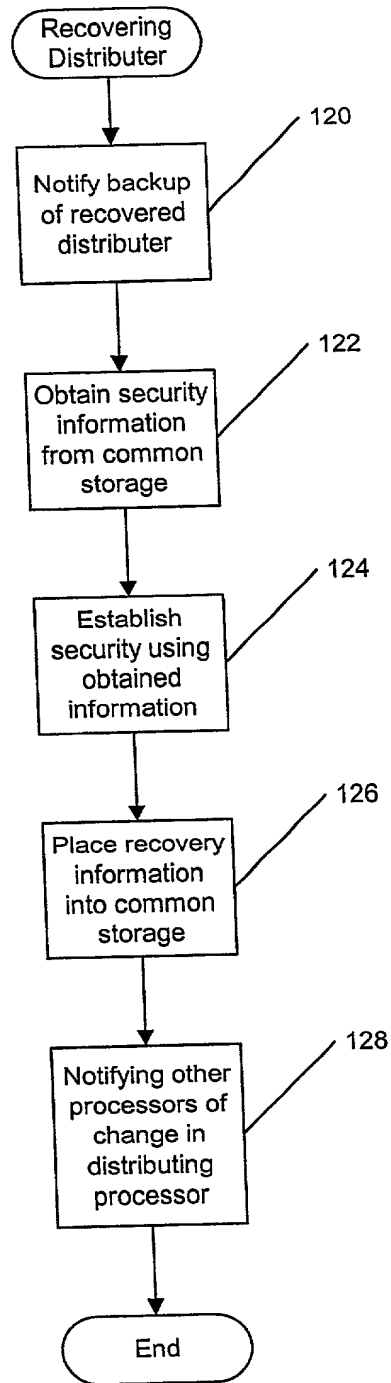 Recovering
Distributer
120
Notify backup
of recovered
distributer
122
Obtain security
information
from common
storage
124
Establish
security using
obtained
information
126
Place recovery
information
into common
storage
128
Notifying other
processors of
change in
distributing
processor
End